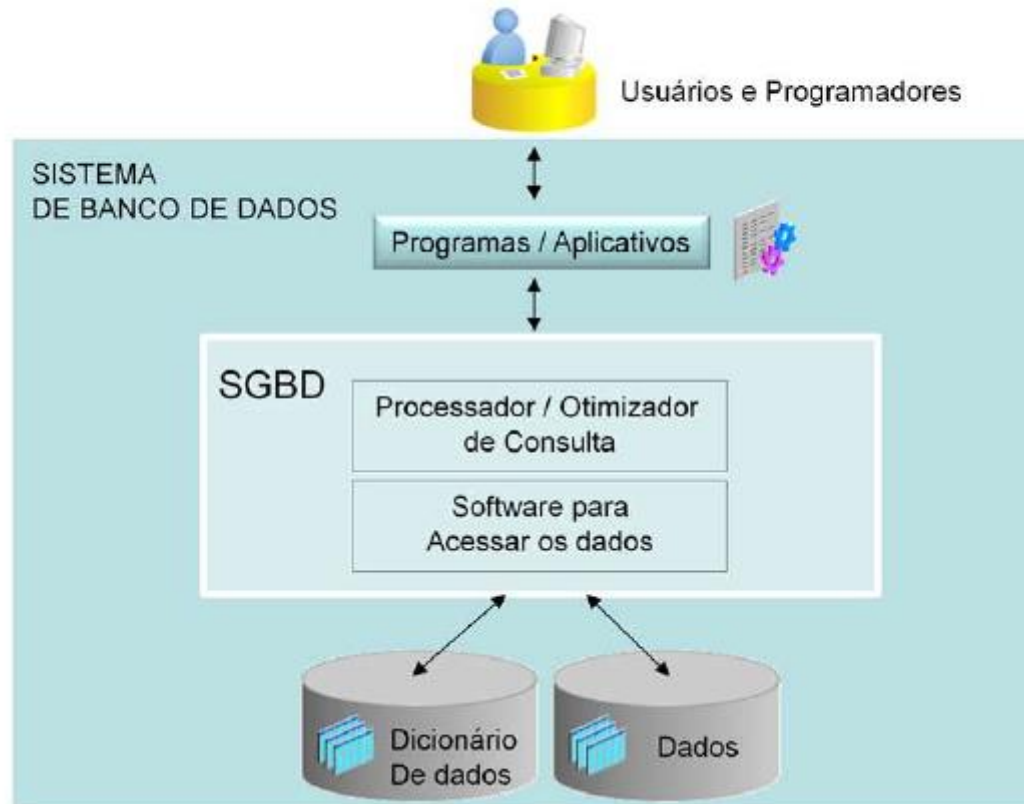 Usuários e Programadores
SISTEMA
DE BANCO DE DADOS
Programas / Aplicativos
SGBD
Processador / Otimizador
de Consulta
Software para
Acessar os dados
Dicionário
De dados
Dados